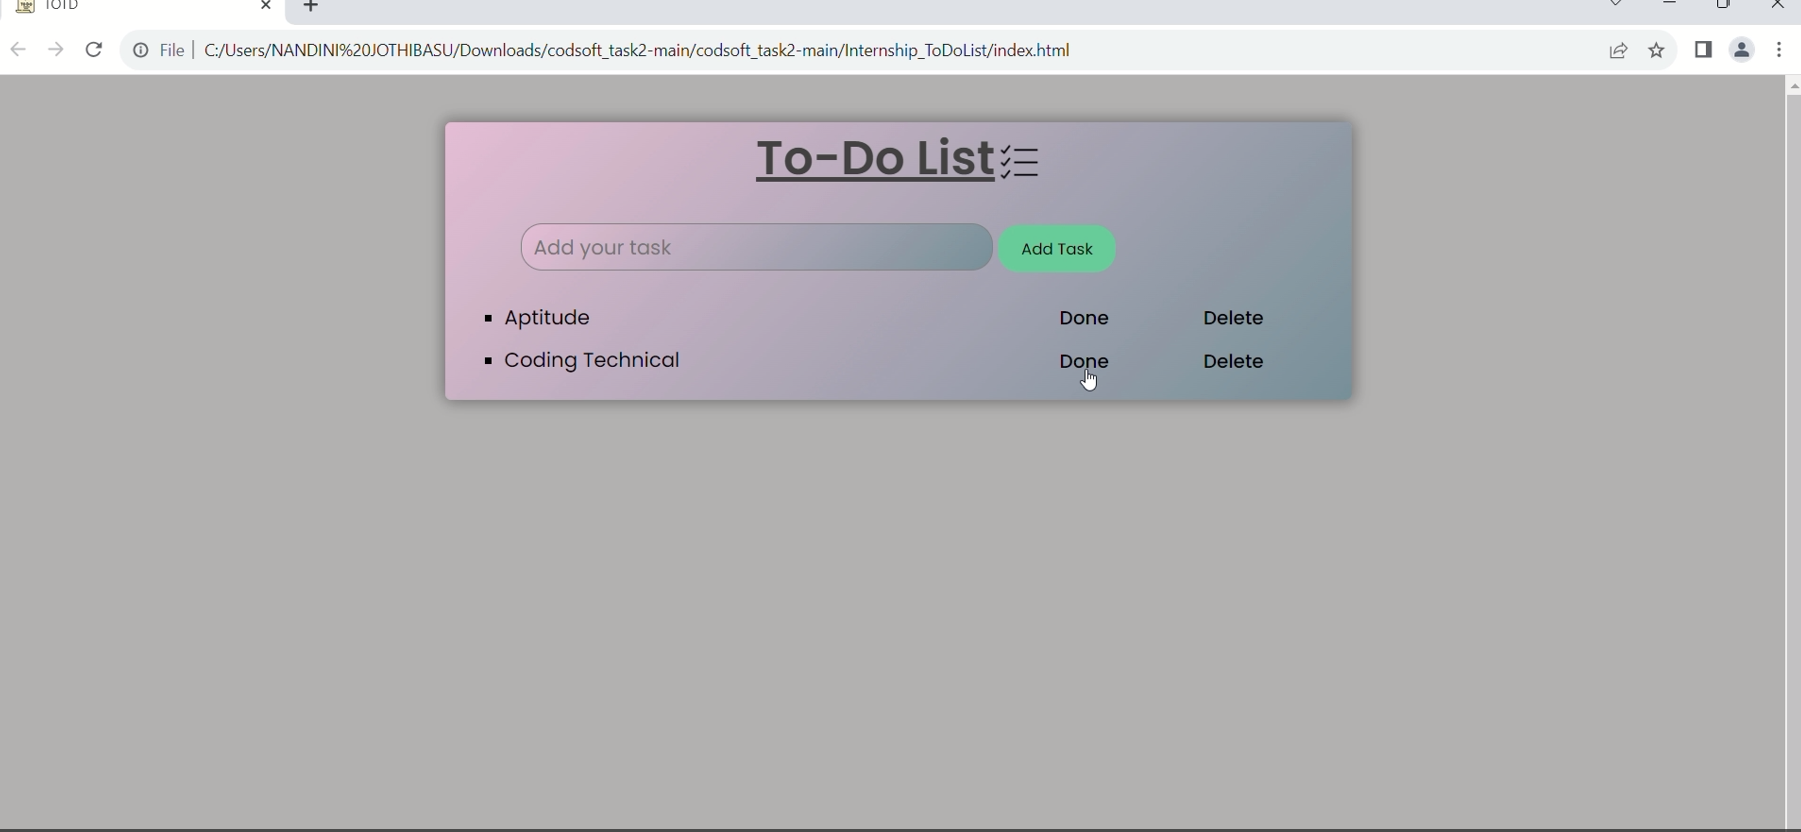 TOTD
File C:/Users/NANDINI%20JOTHIBASU/Downloads/codsoft_task2-main/codsoft_task2-main/Internship_ToDoList/index.html
To-Do List
Add your task Add Task
Aptitude Done Delete
Coding Technical Done Delete